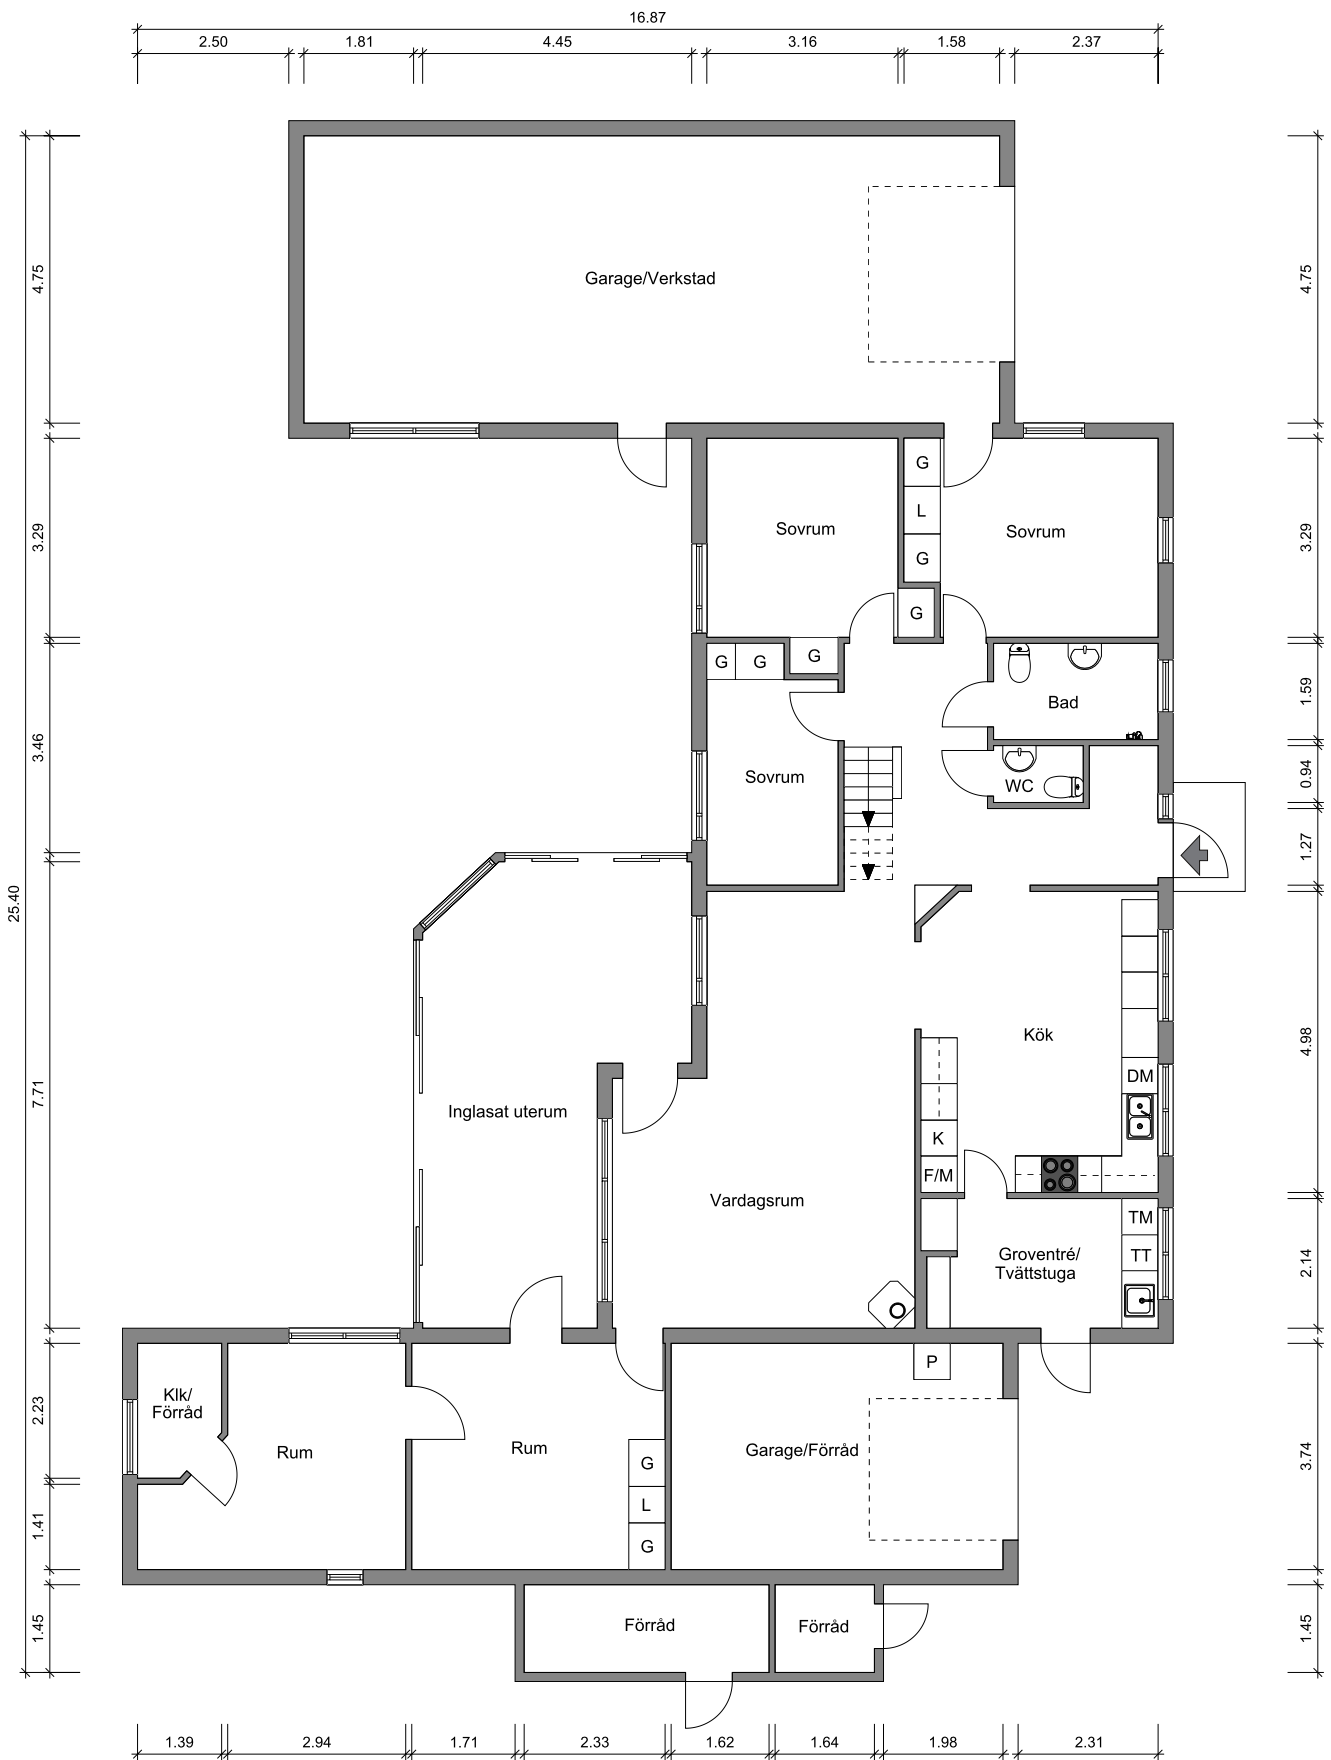 16.87
2.50 1.81 4.45 3.16 1.58 2.37
25.40
4.75
3.29
3.46
7.71
2.23
1.41
1.45
Garage/Verkstad
Sovrum
G
L
G
G
Sovrum
G G G
Sovrum
Bad
WC
Inglasat uterum
Vardagsrum
Kök
DM
K
F/M
TM
TT
Groventré/
Tvättstuga
Klk/
Förråd
Rum
Rum
G
L
G
Garage/Förråd
P
Förråd
Förråd
4.75
3.29
1.59
0.94
1.27
4.98
2.14
3.74
1.45
1.39 2.94 1.71 2.33 1.62 1.64 1.98 2.31